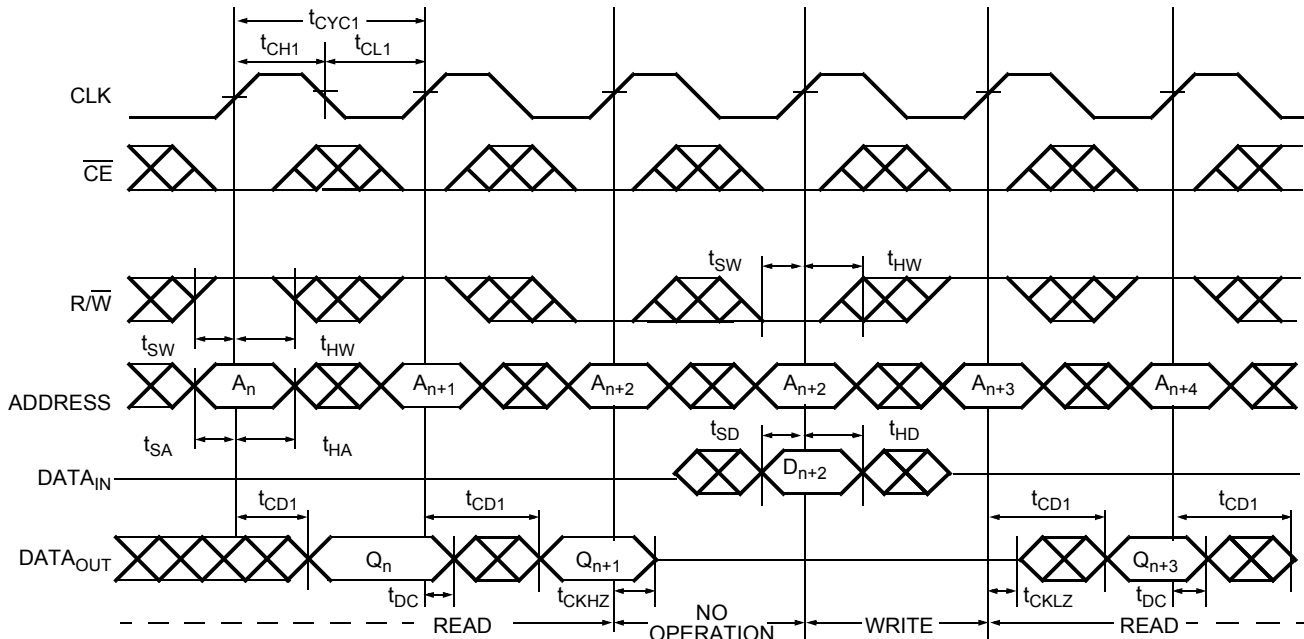 tCYC1
tCH1 tCL1
CLK
CE
tSW tHW
R/W
tSW tHW
ADDRESS An An+1 An+2 An+2 An+3 An+4
tSA tHA tSD tHD
DATAIN Dn+2
tCD1 tCD1 tCD1 tCD1
DATAOUT Qn Qn+1 Qn+3
tDC tCKHZ tCKLZ tDC
READ NO OPERATION WRITE READ